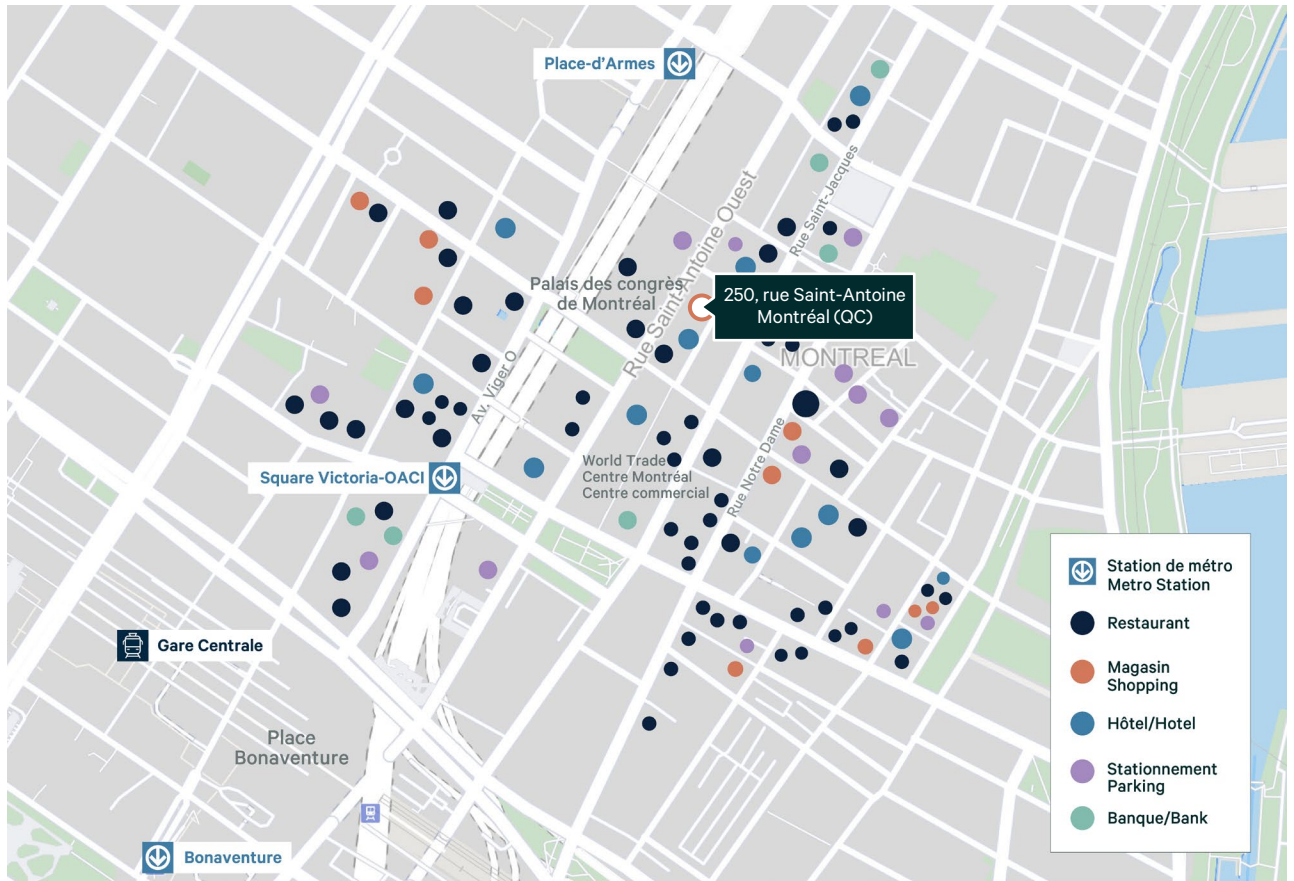 Place-d'Armes
Rue Saint-Jacques
Rue Saint-Antoine Ouest
Palais des congrès
de Montréal
250, rue Saint-Antoine
Montréal (QC)
MONTREAL
Av. Viger O
Rue Notre Dame
World Trade
Centre Montréal
Centre commercial
Square Victoria-OACI
Gare Centrale
Place
Bonaventure
Bonaventure
Station de métro
Metro Station
Restaurant
Magasin
Shopping
Hôtel/Hotel
Stationnement
Parking
Banque/Bank